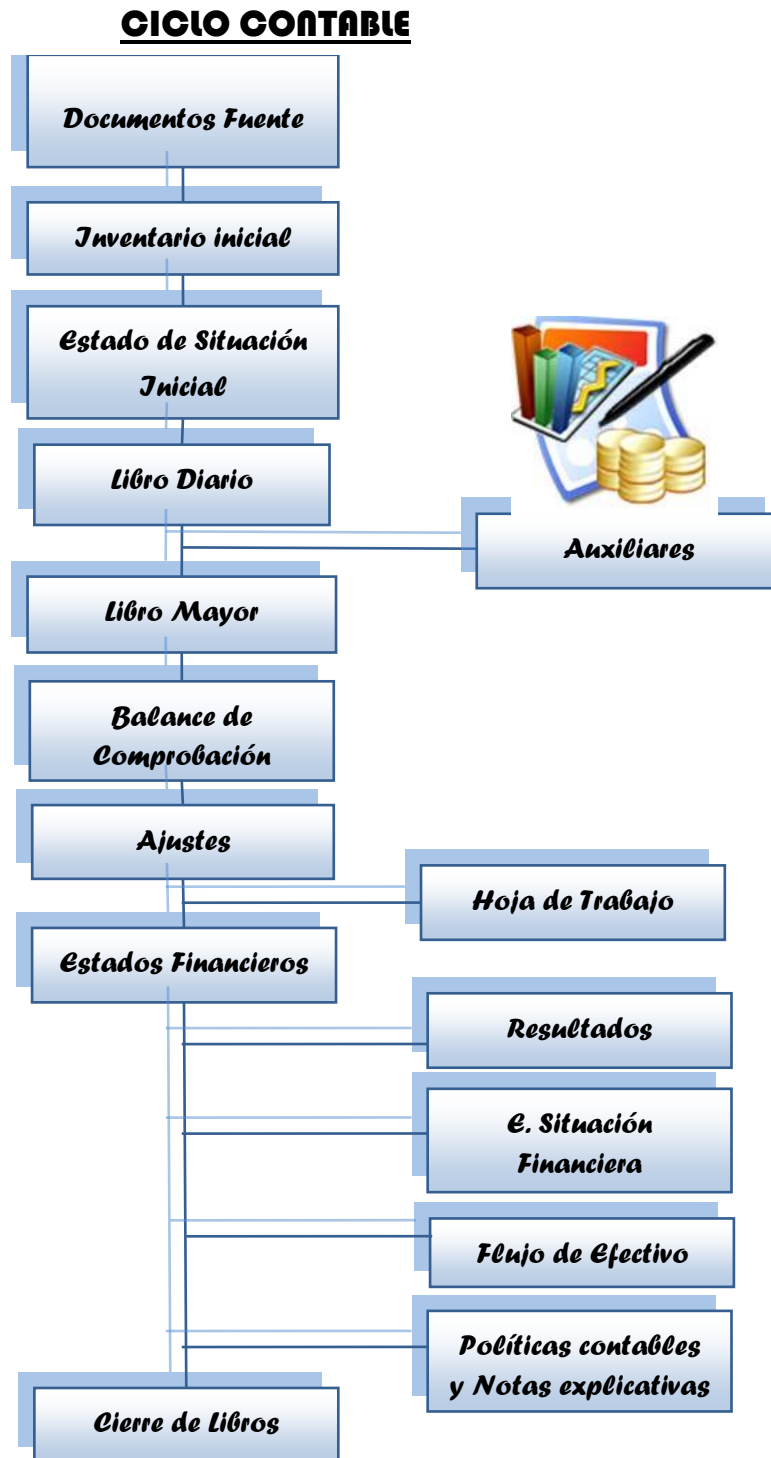 CICLO CONTABLE
Documentos Fuente
Inventario inicial
Estado de Situación
Inicial
Libro Diario
Auxiliares
Libro Mayor
Balance de
Comprobación
Ajustes
Hoja de Trabajo
Estados Financieros
Resultados
E. Situación
Financiera
Flujo de Efectivo
Políticas contables
y Notas explicativas
Cierre de Libros